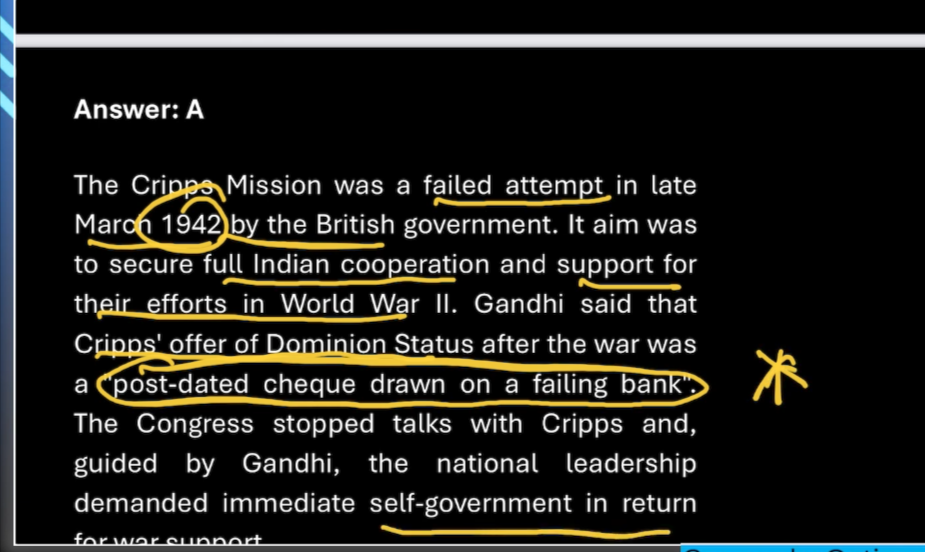 Answer: A
The Cripps Mission was a failed attempt in late
March 1942 by the British government. It aim was
to secure full Indian cooperation and support for
their efforts in World War II. Gandhi said that
Cripps' offer of Dominion Status after the war was
a "post-dated cheque drawn on a failing bank".
The Congress stopped talks with Cripps and,
guided by Gandhi, the national leadership
demanded immediate self-government in return
for war support